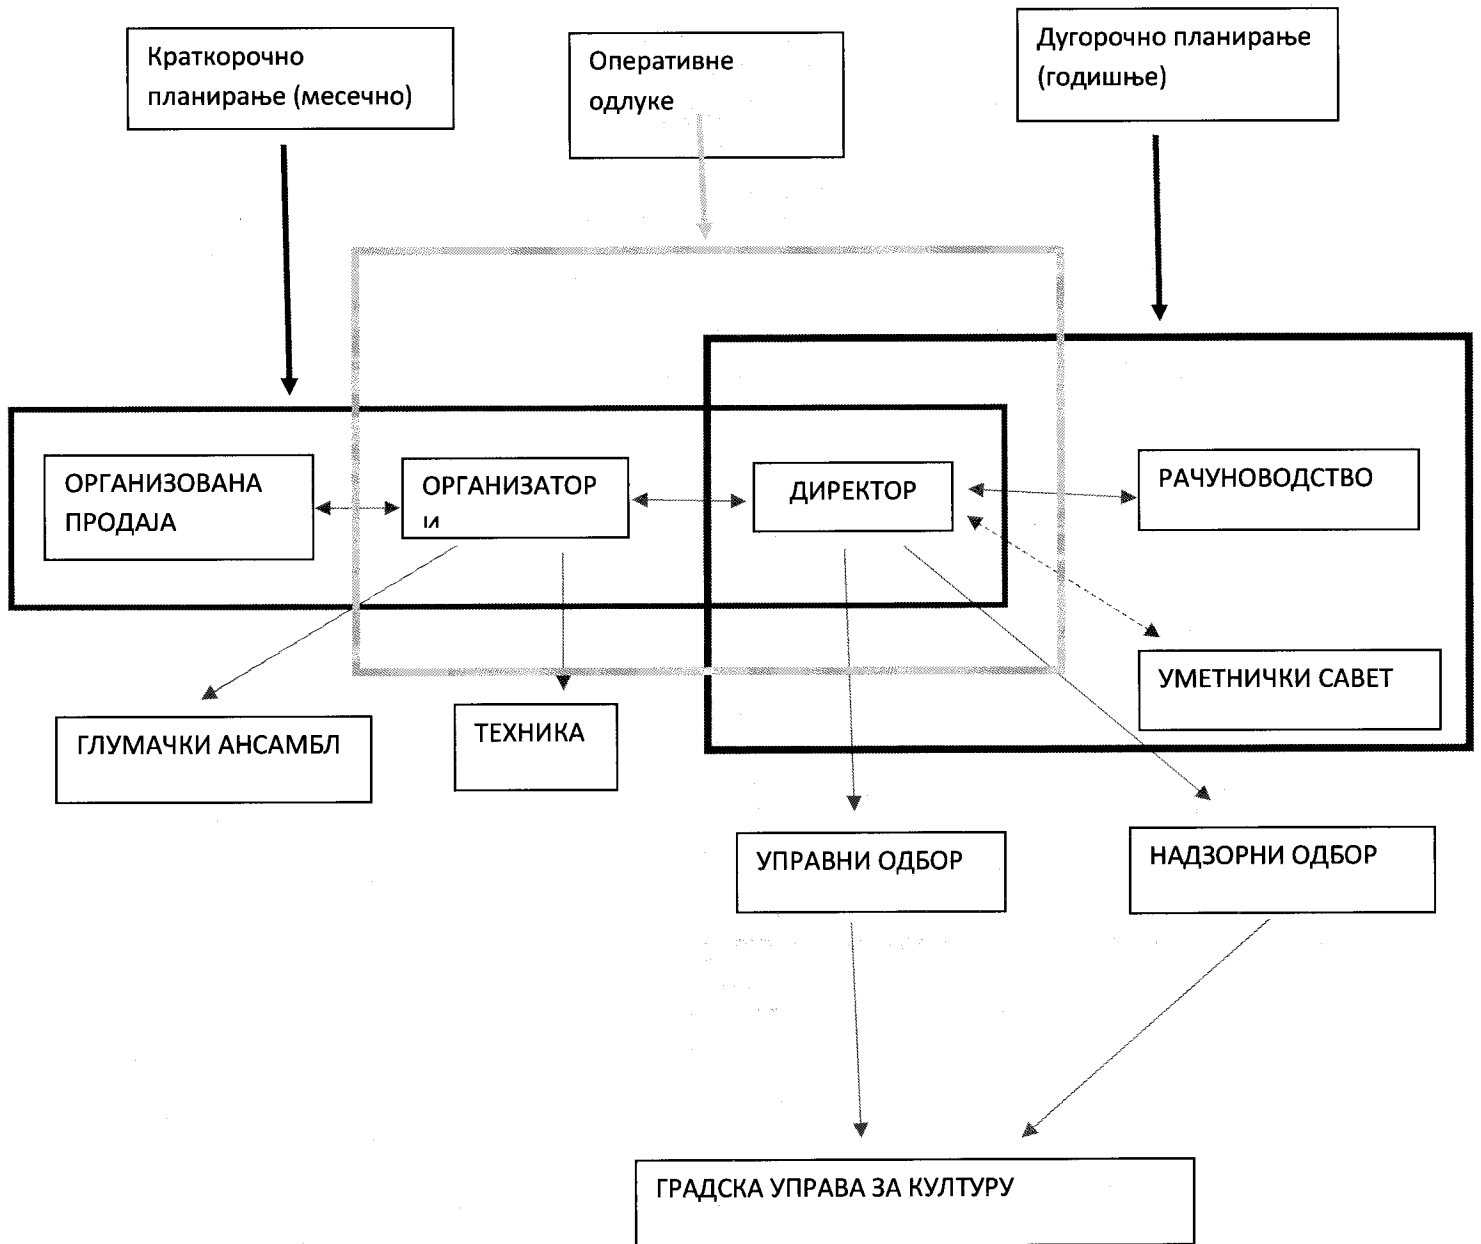 Краткорочно
планирање (месечно)
Оперативне
одлуке
Дугорочно планирање
(годишње)
ОРГАНИЗОВАНА
ПРОДАЈА
ОРГАНИЗАТОР
И
ДИРЕКТОР
РАЧУНОВОДСТВО
УМЕТНИЧКИ САВЕТ
ГЛУМАЧКИ АНСАМБЛ
ТЕХНИКА
УПРАВНИ ОДБОР
НАДЗОРНИ ОДБОР
ГРАДСКА УПРАВА ЗА КУЛТУРУ